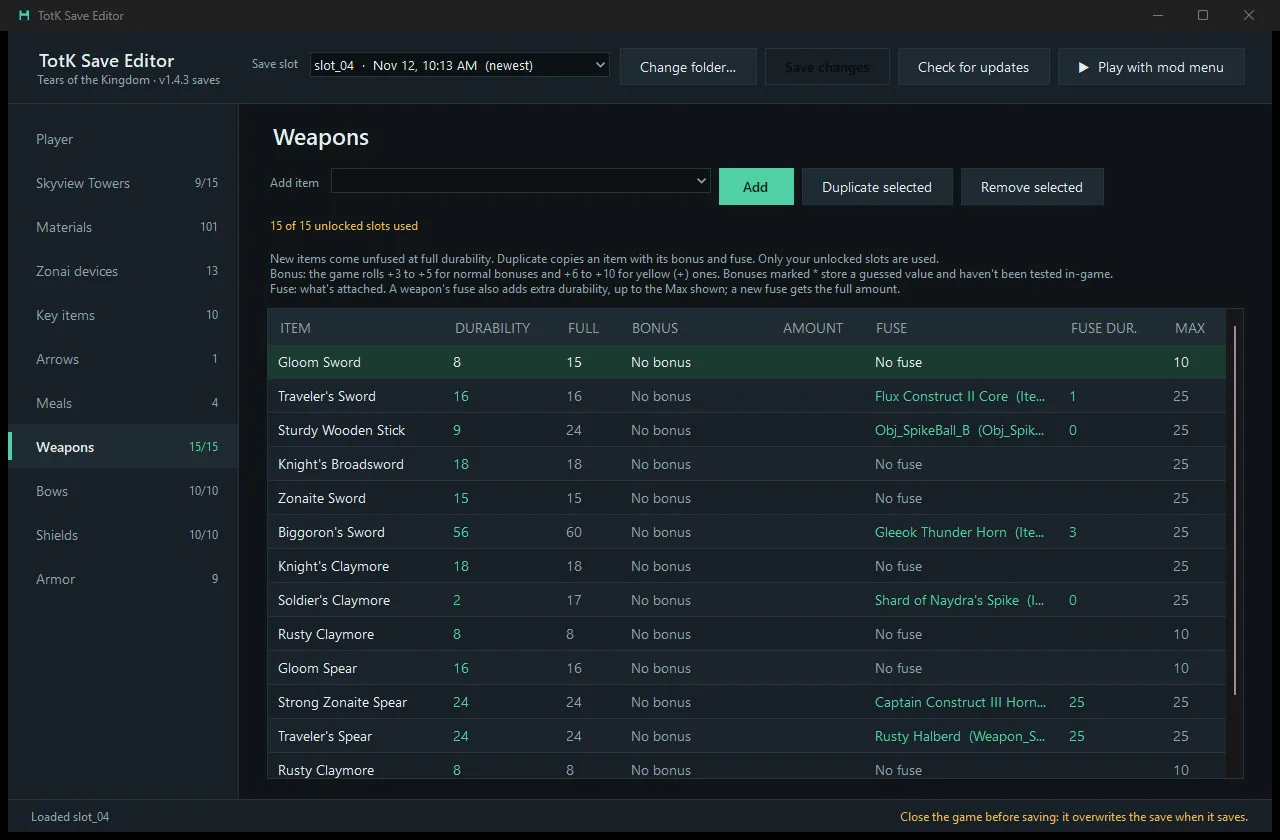 TotK Save Editor
TotK Save Editor
Tears of the Kingdom · v1.4.3 saves
Save slot
slot_04 · Nov 12, 10:13 AM (newest)
Change folder...
Save changes
Check for updates
▶ Play with mod menu
Player
Skyview Towers 9/15
Materials 101
Zonai devices 13
Key items 10
Arrows 1
Meals 4
Weapons 15/15
Bows 10/10
Shields 10/10
Armor 9
Weapons
Add item
Add
Duplicate selected
Remove selected
15 of 15 unlocked slots used
New items come unfused at full durability. Duplicate copies an item with its bonus and fuse. Only your unlocked slots are used.
Bonus: the game rolls +3 to +5 for normal bonuses and +6 to +10 for yellow (+) ones. Bonuses marked * store a guessed value and haven't been tested in-game.
Fuse: what's attached. A weapon's fuse also adds extra durability, up to the Max shown; a new fuse gets the full amount.
ITEM DURABILITY FULL BONUS AMOUNT FUSE FUSE DUR. MAX
Gloom Sword 8 15 No bonus No fuse 10
Traveler's Sword 16 16 No bonus Flux Construct II Core (Ite... 1 25
Sturdy Wooden Stick 9 24 No bonus Obj_SpikeBall_B (Obj_Spik... 0 25
Knight's Broadsword 18 18 No bonus No fuse 25
Zonaite Sword 15 15 No bonus No fuse 25
Biggoron's Sword 56 60 No bonus Gleeok Thunder Horn (Ite... 3 25
Knight's Claymore 18 18 No bonus No fuse 25
Soldier's Claymore 2 17 No bonus Shard of Naydra's Spike (I... 0 25
Rusty Claymore 8 8 No bonus No fuse 10
Gloom Spear 16 16 No bonus No fuse 10
Strong Zonaite Spear 24 24 No bonus Captain Construct III Horn... 25 25
Traveler's Spear 24 24 No bonus Rusty Halberd (Weapon_S... 25 25
Rusty Claymore 8 8 No bonus No fuse 10
Loaded slot_04
Close the game before saving: it overwrites the save when it saves.